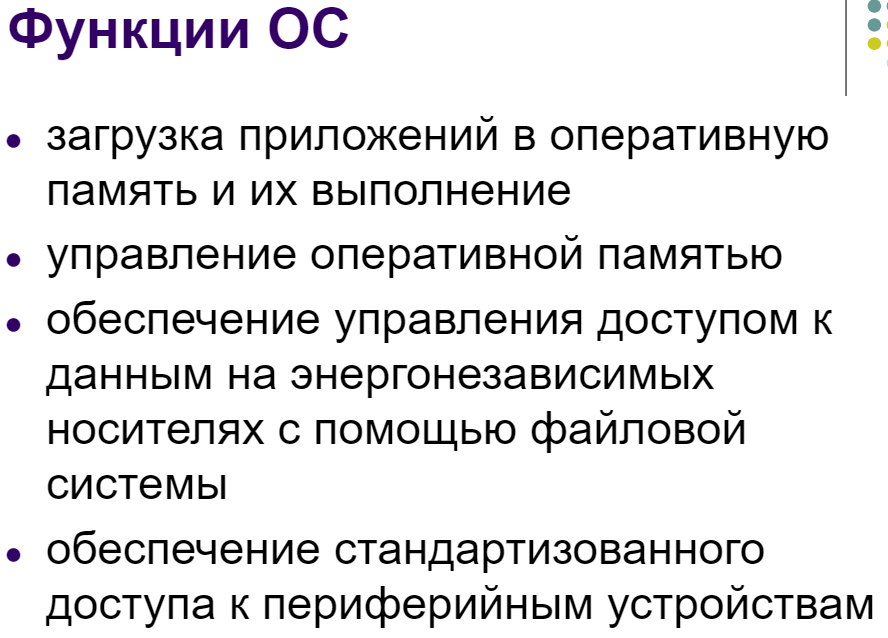 Функции ОС
• загрузка приложений в оперативную
память и их выполнение
• управление оперативной памятью
• обеспечение управления доступом к
данным на энергонезависимых
носителях с помощью файловой
системы
• обеспечение стандартизованного
доступа к периферийным устройствам